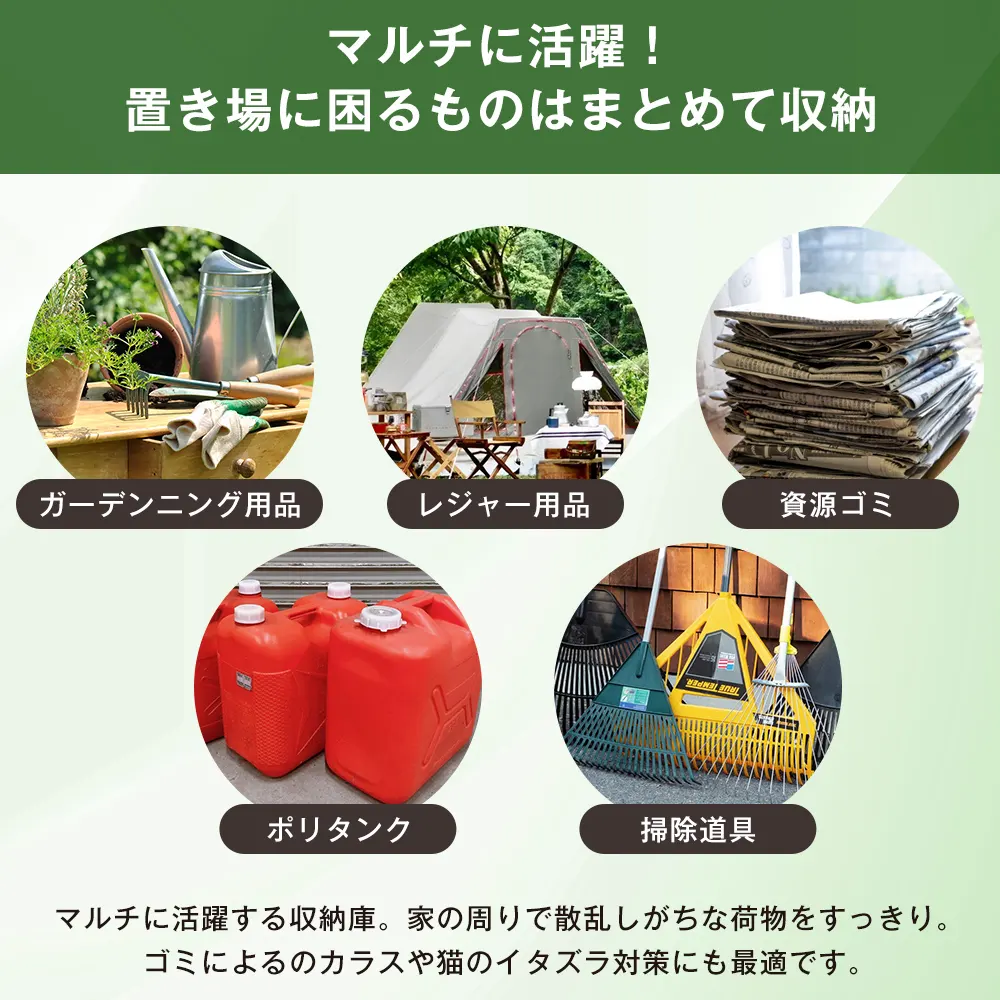 マルチに活躍！
置き場に困るものはまとめて収納
ガーデンニング用品
レジャー用品
資源ゴミ
ポリタンク
掃除道具
TRUE TEMPER
マルチに活躍する収納庫。家の周りで散乱しがちな荷物をすっきり。
ゴミによるのカラスや猫のイタズラ対策にも最適です。